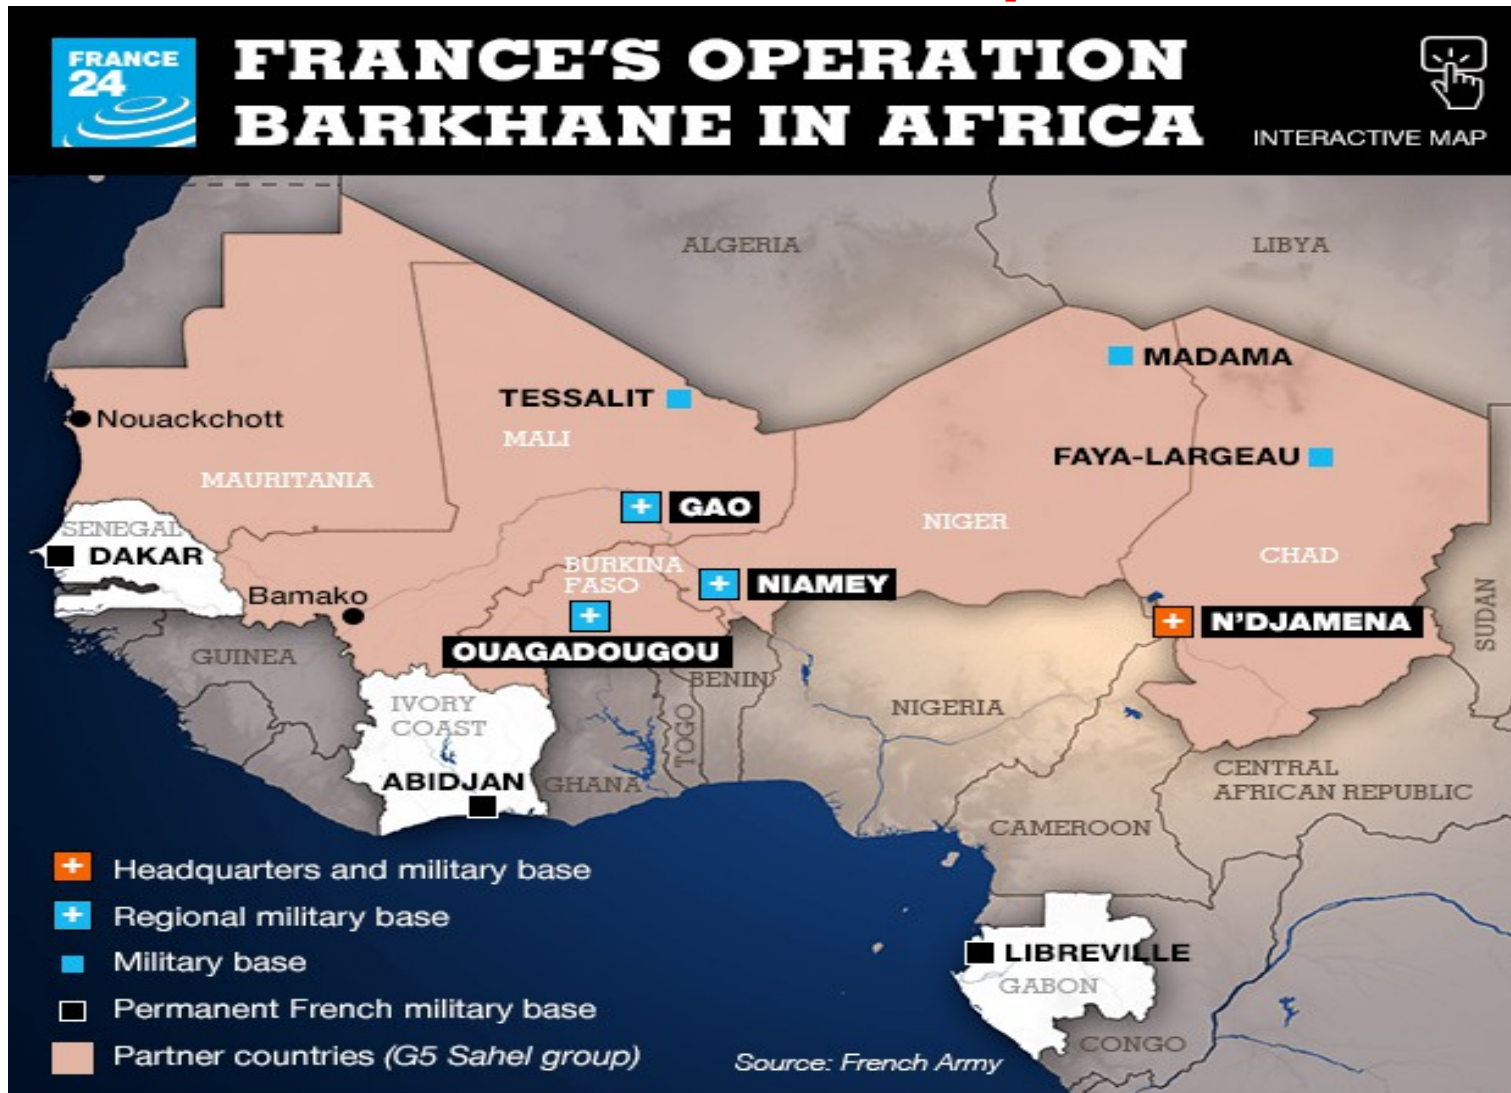 FRANCE
24
FRANCE'S OPERATION
BARKHANE IN AFRICA
INTERACTIVE MAP
ALGERIA
LIBYA
MADAMA
TESSALIT
Nouackchott
MALI
FAYA-LARGEAU
MAURITANIA
GAO
NIGER
SENEGAL
DAKAR
CHAD
BURKINA
FASO
NIAMEY
Bamako
SUDAN
N'DJAMENA
OUAGADOUGOU
GUINEA
BENIN
IVORY
COAST
NIGERIA
TOGO
ABIDJAN
GHANA
CENTRAL
AFRICAN REPUBLIC
CAMEROON
Headquarters and military base
Regional military base
LIBREVILLE
Military base
GABON
Permanent French military base
CONGO
Partner countries (G5 Sahel group)
Source: French Army